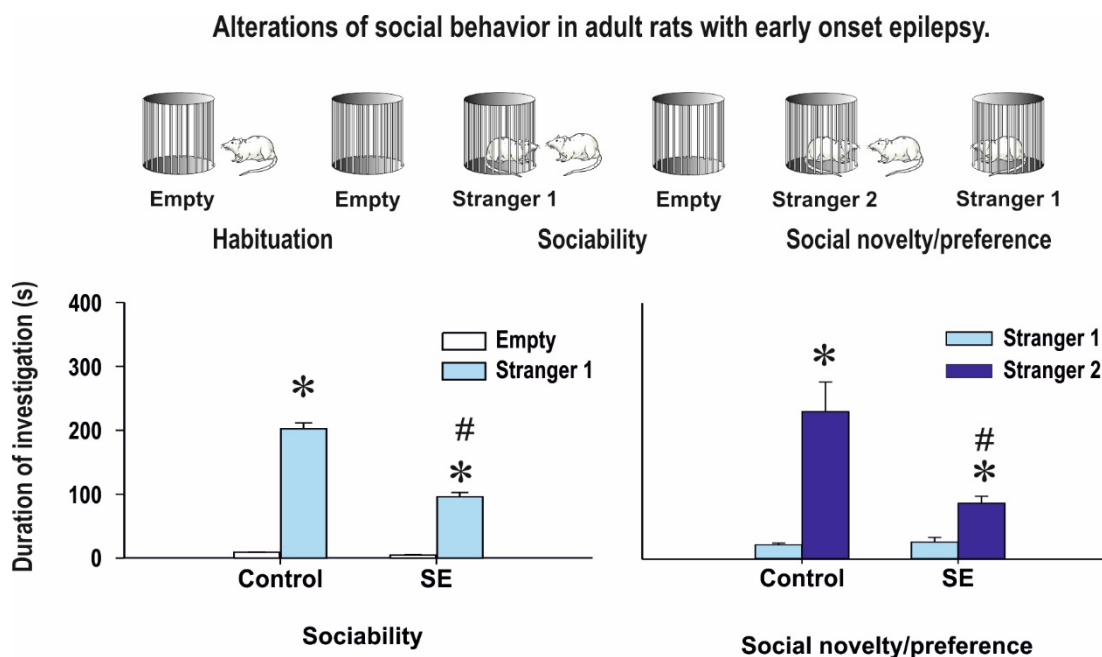 Alterations of social behavior in adult rats with early onset epilepsy.
Empty
Empty
Stranger 1
Empty
Stranger 2
Stranger 1
Habituation
Sociability
Social novelty/preference
Duration of investigation (s)
400
300
200
100
0
Empty
Stranger 1
*
#
*
Control
SE
Sociability
Stranger 1
Stranger 2
*
#
*
Control
SE
Social novelty/preference